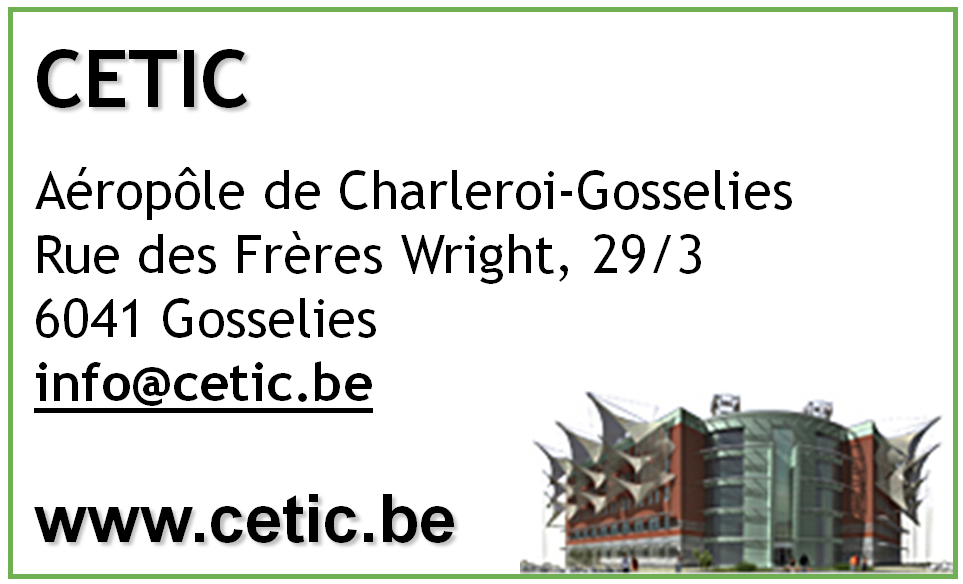 CETIC
Aéropôle de Charleroi-Gosselies
Rue des Frères Wright, 29/3
6041 Gosselies
info@cetic.be
www.cetic.be